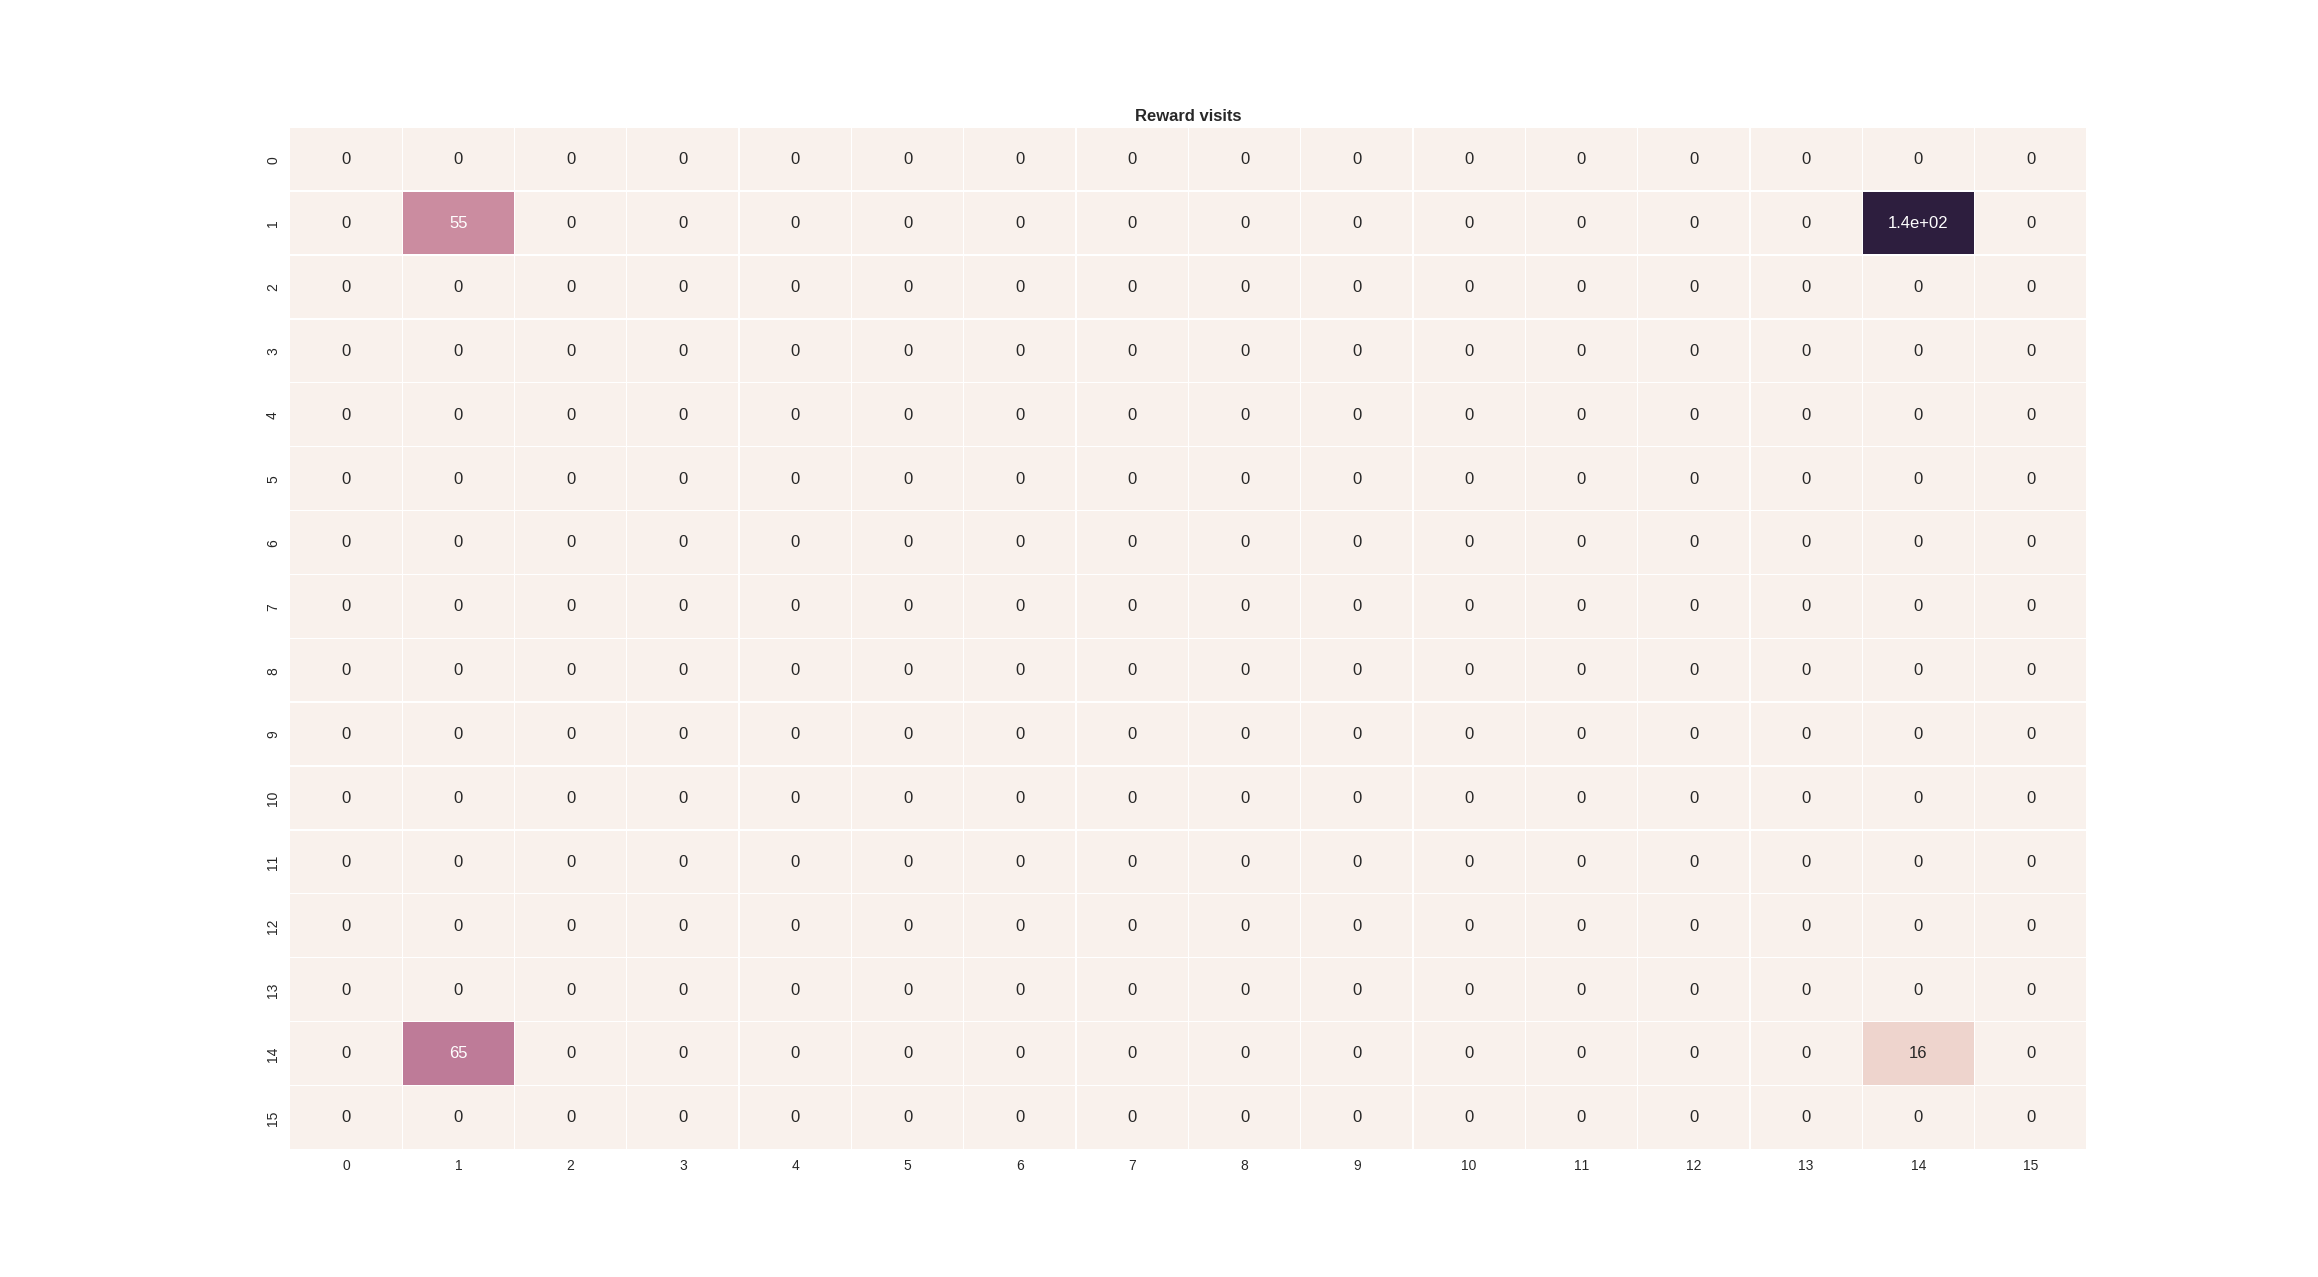 Reward visits
0 0 0 0 0 0 0 0 0 0 0 0 0 0 0 0 0
1 0 55 0 0 0 0 0 0 0 0 0 0 0 0 1.4e+02 0
2 0 0 0 0 0 0 0 0 0 0 0 0 0 0 0 0
3 0 0 0 0 0 0 0 0 0 0 0 0 0 0 0 0
4 0 0 0 0 0 0 0 0 0 0 0 0 0 0 0 0
5 0 0 0 0 0 0 0 0 0 0 0 0 0 0 0 0
6 0 0 0 0 0 0 0 0 0 0 0 0 0 0 0 0
7 0 0 0 0 0 0 0 0 0 0 0 0 0 0 0 0
8 0 0 0 0 0 0 0 0 0 0 0 0 0 0 0 0
9 0 0 0 0 0 0 0 0 0 0 0 0 0 0 0 0
10 0 0 0 0 0 0 0 0 0 0 0 0 0 0 0 0
11 0 0 0 0 0 0 0 0 0 0 0 0 0 0 0 0
12 0 0 0 0 0 0 0 0 0 0 0 0 0 0 0 0
13 0 0 0 0 0 0 0 0 0 0 0 0 0 0 0 0
14 0 65 0 0 0 0 0 0 0 0 0 0 0 0 16 0
15 0 0 0 0 0 0 0 0 0 0 0 0 0 0 0 0
0 1 2 3 4 5 6 7 8 9 10 11 12 13 14 15